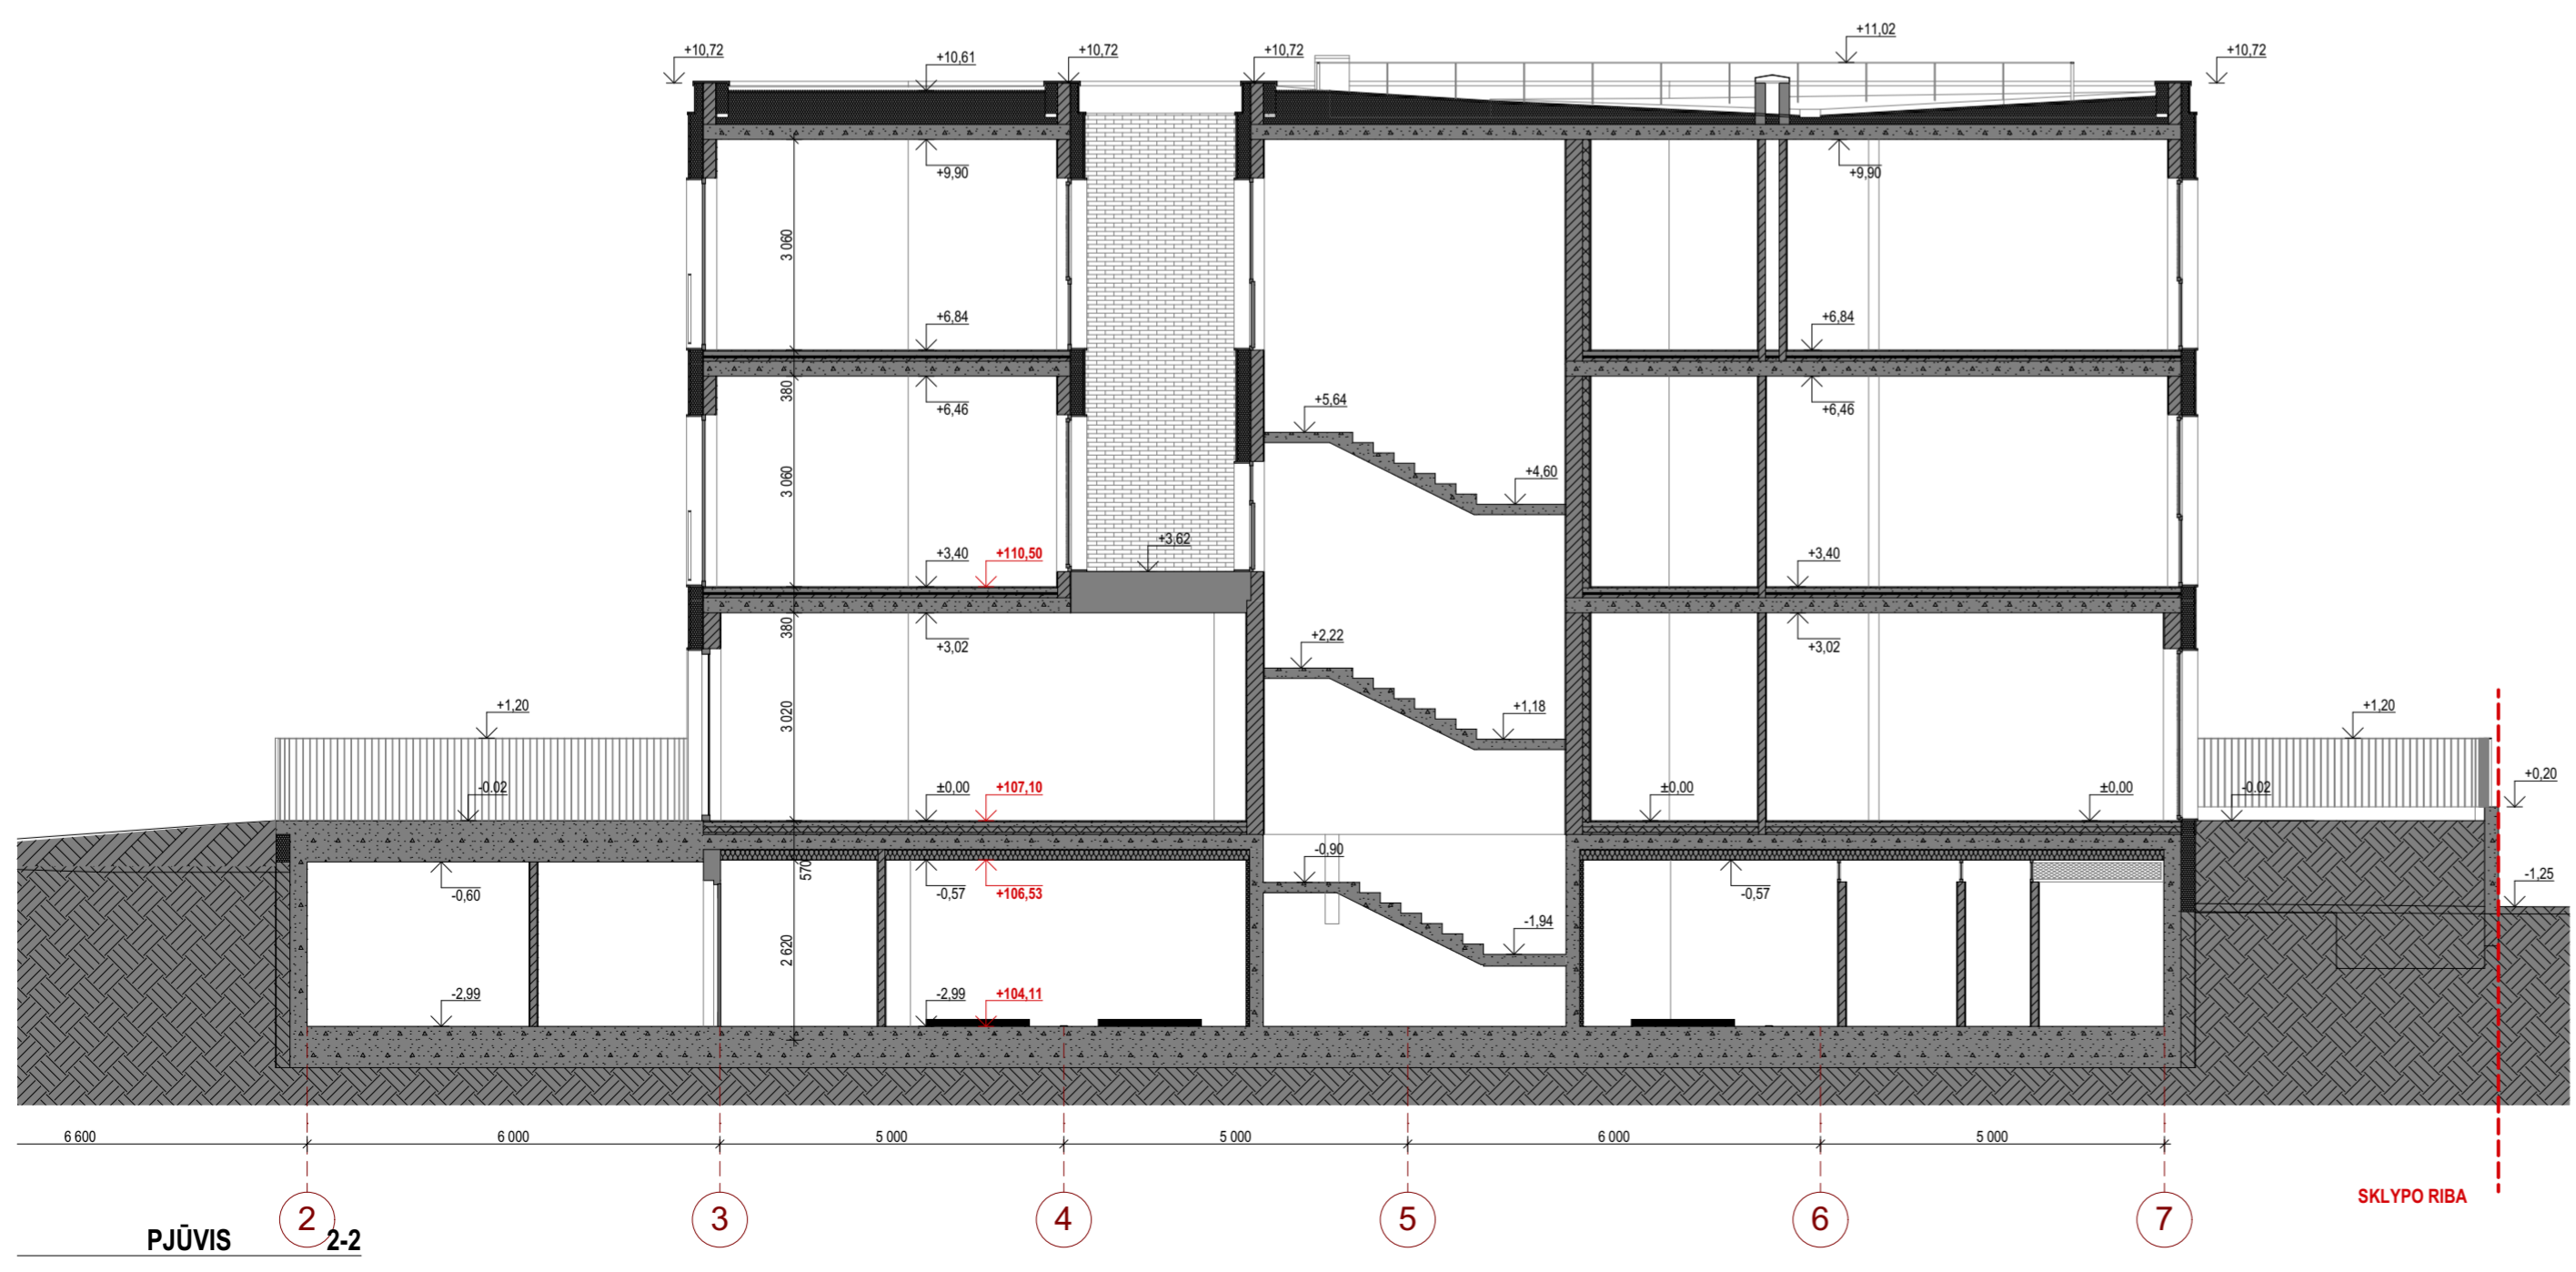 +11,02
+10,72 +10,61 +10,72 +10,72 +10,72
+9,90 +9,90
3 060
+6,84 +6,84
380
+6,46 +5,64 +6,46
3 060 +4,60
+3,40 +110,50 +3,62 +3,40
380
+3,02 +2,22 +3,02
+1,20 3 020 +1,18 +1,20
-0.02 ±0,00 +107,10 ±0,00 ±0,00 -0.02 +0,20
570 -0,90
-0,60 -0,57 +106,53 -0,57 -1,25
2 620 -1,94
-2,99 -2,99 +104,11
6 600 6 000 5 000 5 000 6 000 5 000
SKLYPO RIBA
2 3 4 5 6 7
PJŪVIS 2-2